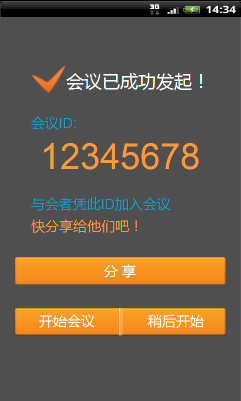 3G 14:34
会议已成功发起！
会议ID:
12345678
与会者凭此ID加入会议
快分享给他们吧！
分 享
开始会议 稍后开始